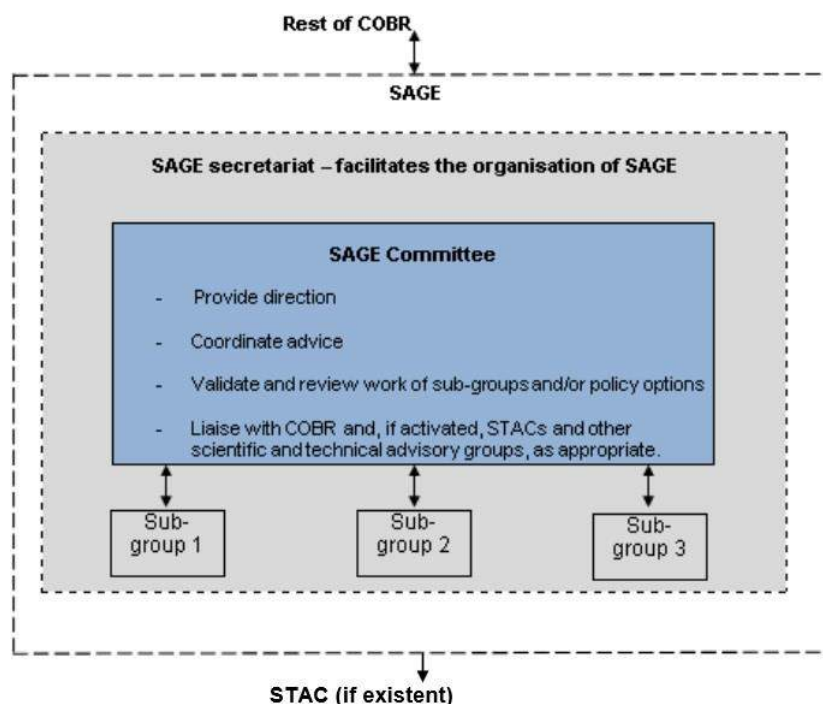 Rest of COBR
SAGE
SAGE secretariat – facilitates the organisation of SAGE
SAGE Committee
- Provide direction
- Coordinate advice
- Validate and review work of sub-groups and/or policy options
- Liaise with COBR and, if activated, STACs and other
scientific and technical advisory groups, as appropriate.
Sub-
group 1
Sub-
group 2
Sub-
group 3
STAC (if existent)